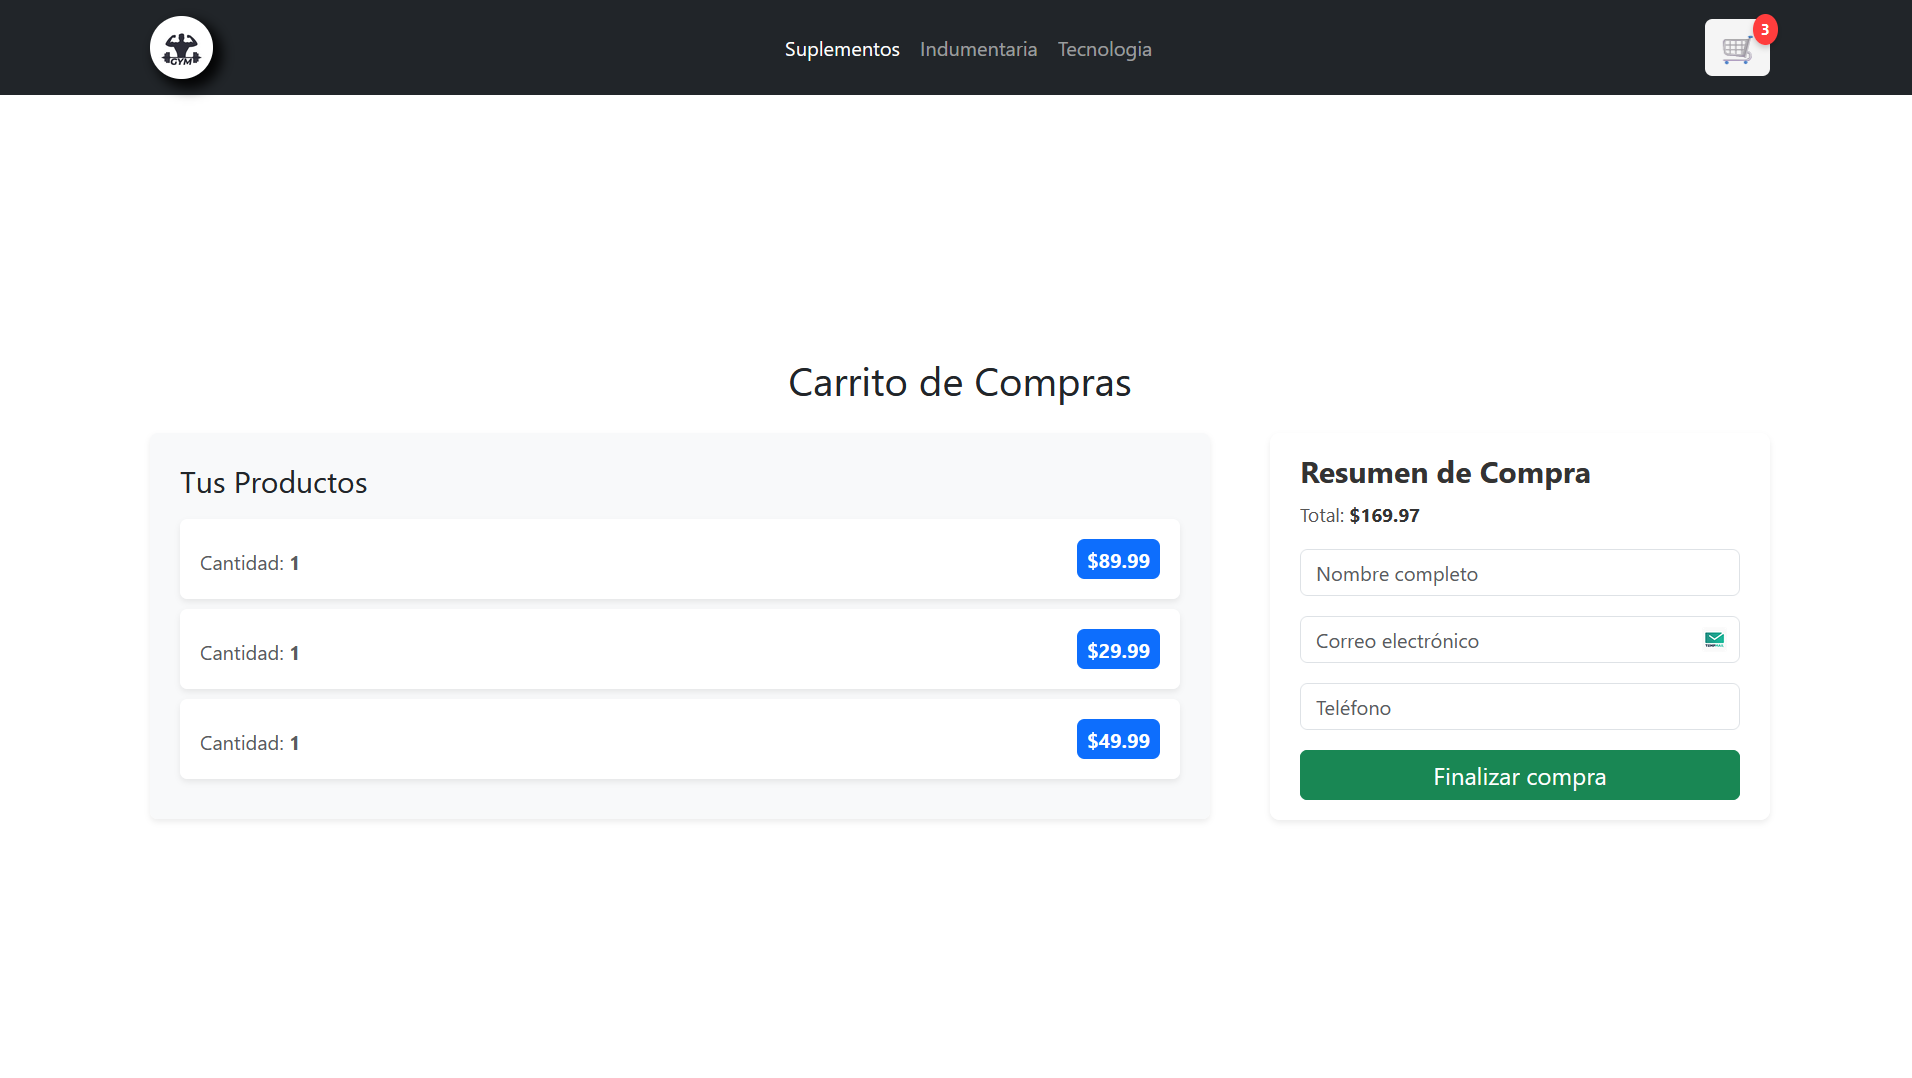 GYM
Suplementos Indumentaria Tecnologia
3
Carrito de Compras
Tus Productos
Cantidad: 1 $89.99
Cantidad: 1 $29.99
Cantidad: 1 $49.99
Resumen de Compra
Total: $169.97
Nombre completo
Correo electrónico
Teléfono
Finalizar compra